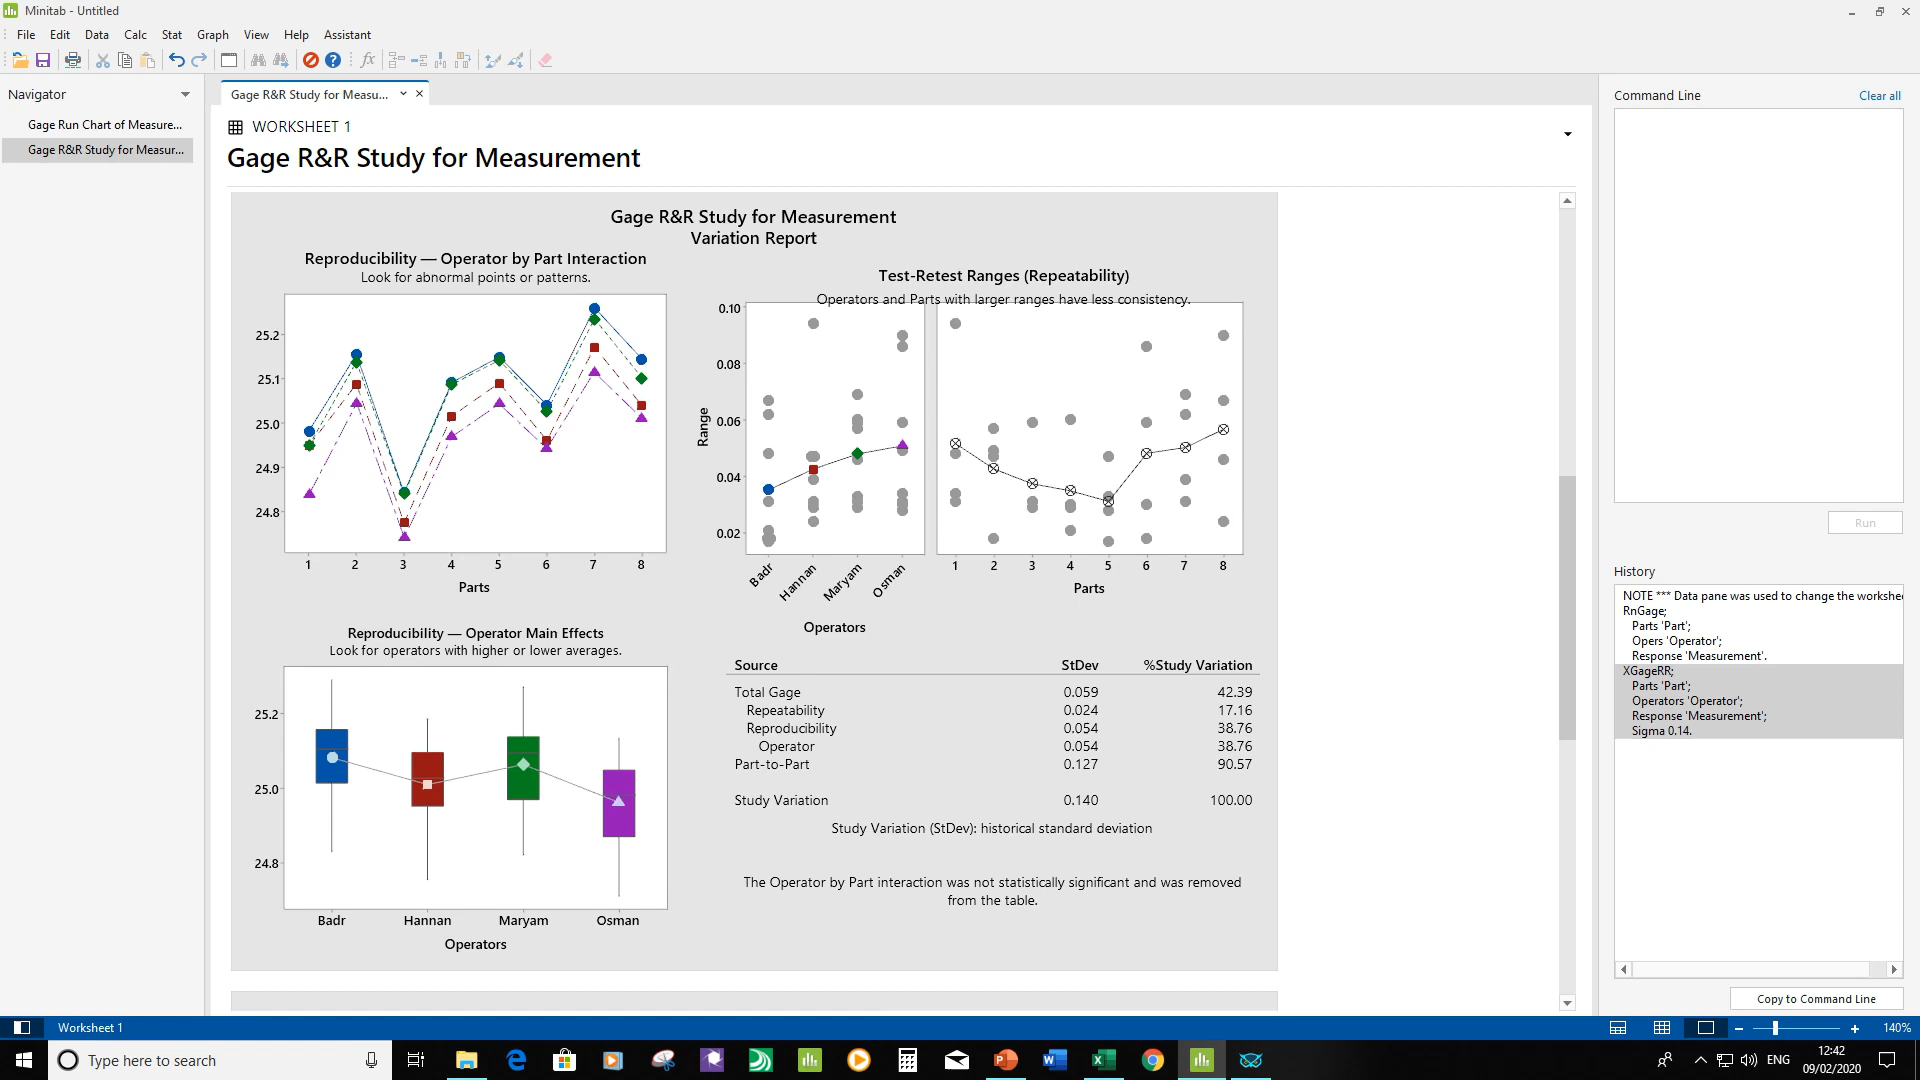 Minitab - Untitled
File Edit Data Calc Stat Graph View Help Assistant
Navigator
Gage Run Chart of Measure...
Gage R&R Study for Measur...
Gage R&R Study for Measu...
WORKSHEET 1
Gage R&R Study for Measurement
Gage R&R Study for Measurement
Variation Report
Reproducibility — Operator by Part Interaction
Look for abnormal points or patterns.
25.2
25.1
25.0
24.9
24.8
1 2 3 4 5 6 7 8
Parts
Test-Retest Ranges (Repeatability)
Operators and Parts with larger ranges have less consistency.
Range
0.10
0.08
0.06
0.04
0.02
Badr Hannan Maryam Osman
Operators
1 2 3 4 5 6 7 8
Parts
Reproducibility — Operator Main Effects
Look for operators with higher or lower averages.
25.2
25.0
24.8
Badr Hannan Maryam Osman
Operators
Source StDev %Study Variation
Total Gage 0.059 42.39
Repeatability 0.024 17.16
Reproducibility 0.054 38.76
Operator 0.054 38.76
Part-to-Part 0.127 90.57
Study Variation 0.140 100.00
Study Variation (StDev): historical standard deviation
The Operator by Part interaction was not statistically significant and was removed
from the table.
Command Line Clear all
Run
History
NOTE *** Data pane was used to change the workshee
RnGage;
Parts 'Part';
Opers 'Operator';
Response 'Measurement'.
XGageRR;
Parts 'Part';
Operators 'Operator';
Response 'Measurement';
Sigma 0.14.
Copy to Command Line
Worksheet 1
140%
Type here to search
ENG
12:42
09/02/2020